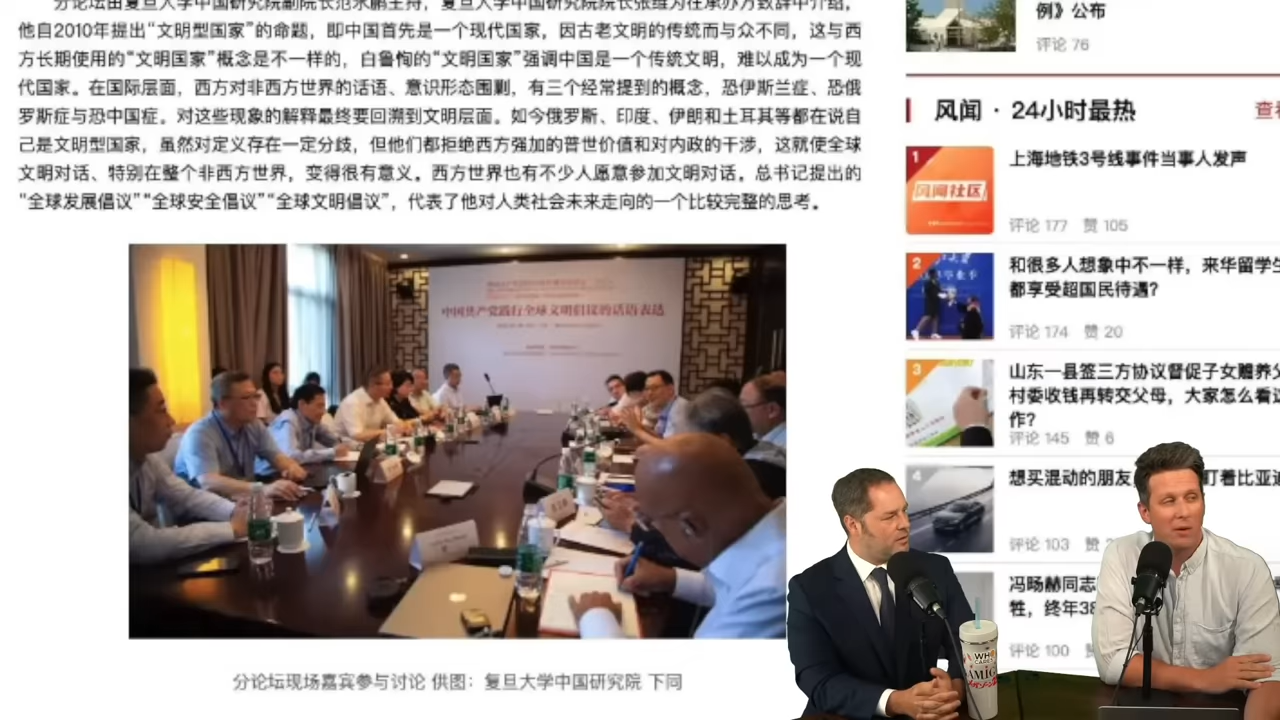 分论坛由复旦大学中国研究院副院长范永鹏主持，复旦大学中国研究院院长张维为在承办方致辞中介绍，
他自2010年提出“文明型国家”的命题，即中国首先是一个现代国家，因古老文明的传统而与众不同，这与西
方长期使用的“文明国家”概念是不一样的，白鲁恂的“文明国家”强调中国是一个传统文明，难以成为一个现
代国家。在国际层面，西方对非西方世界的话语、意识形态围剿，有三个经常提到的概念，恐伊斯兰症、恐俄
罗斯症与恐中国症。对这些现象的解释最终要回溯到文明层面。如今俄罗斯、印度、伊朗和土耳其等都在说自
己是文明型国家，虽然对定义存在一定分歧，但他们都拒绝西方强加的普世价值和对内政的干涉，这就使全球
文明对话、特别在整个非西方世界，变得很有意义。西方世界也有不少人愿意参加文明对话。总书记提出的
“全球发展倡议”“全球安全倡议”“全球文明倡议”，代表了他对人类社会未来走向的一个比较完整的思考。
中国共产党践行全球文明倡议的话语表达
分论坛现场嘉宾参与讨论 供图：复旦大学中国研究院 下同
例》公布
评论 76
风闻 · 24小时最热
查
1
风闻社区
上海地铁3号线事件当事人发声
评论 177 赞 105
2
和很多人想象中不一样，来华留学生
都享受超国民待遇？
评论 174 赞 20
3
山东一县签三方协议督促子女赡养父
村委收钱再转交父母，大家怎么看这
作？
评论 145 赞 6
4
想买混动的朋友
盯着比亚迪
评论 103 赞
冯旸赫同志
牲，终年38
评论 100
WHO
CARES
AMIGOS